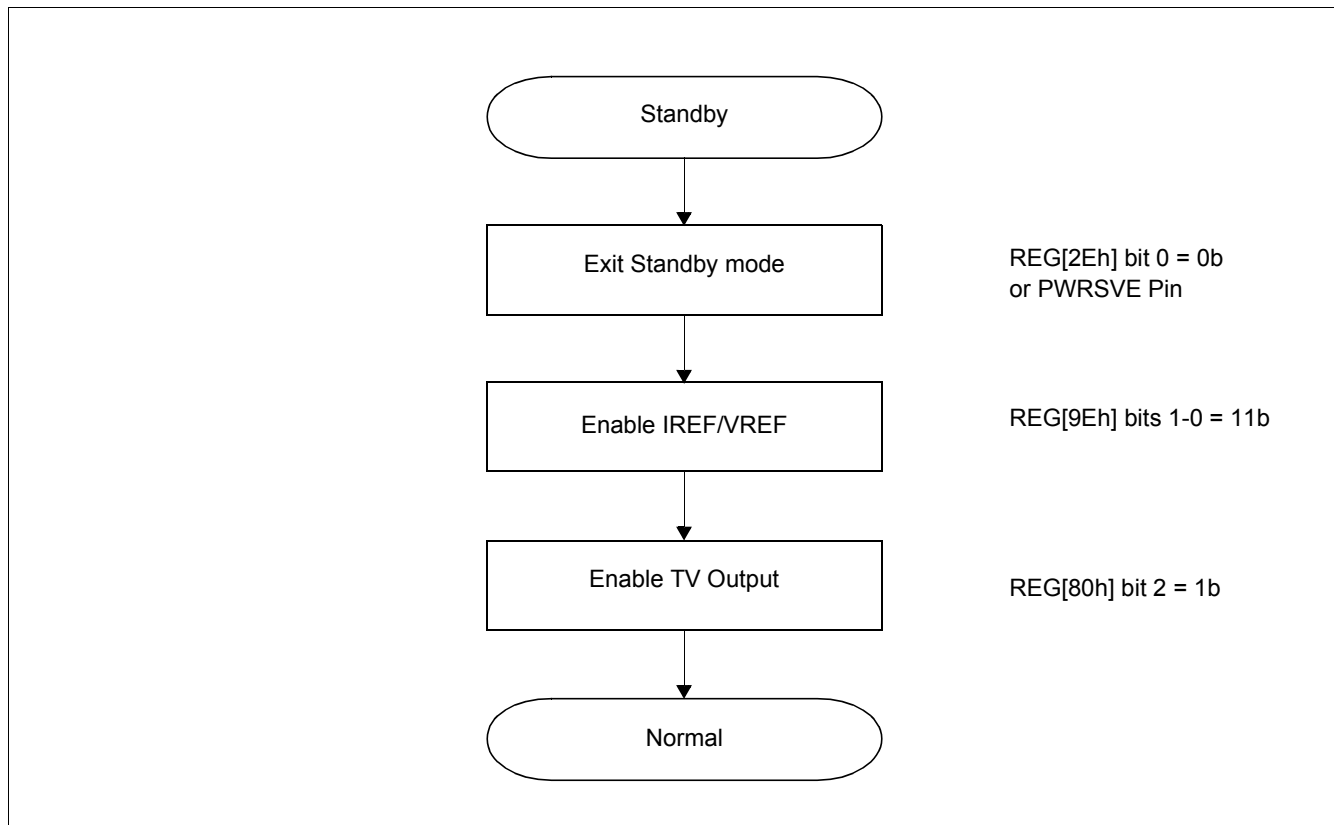 Standby
Exit Standby mode
REG[2Eh] bit 0 = 0b
or PWRSVE Pin
Enable IREF/VREF
REG[9Eh] bits 1-0 = 11b
Enable TV Output
REG[80h] bit 2 = 1b
Normal